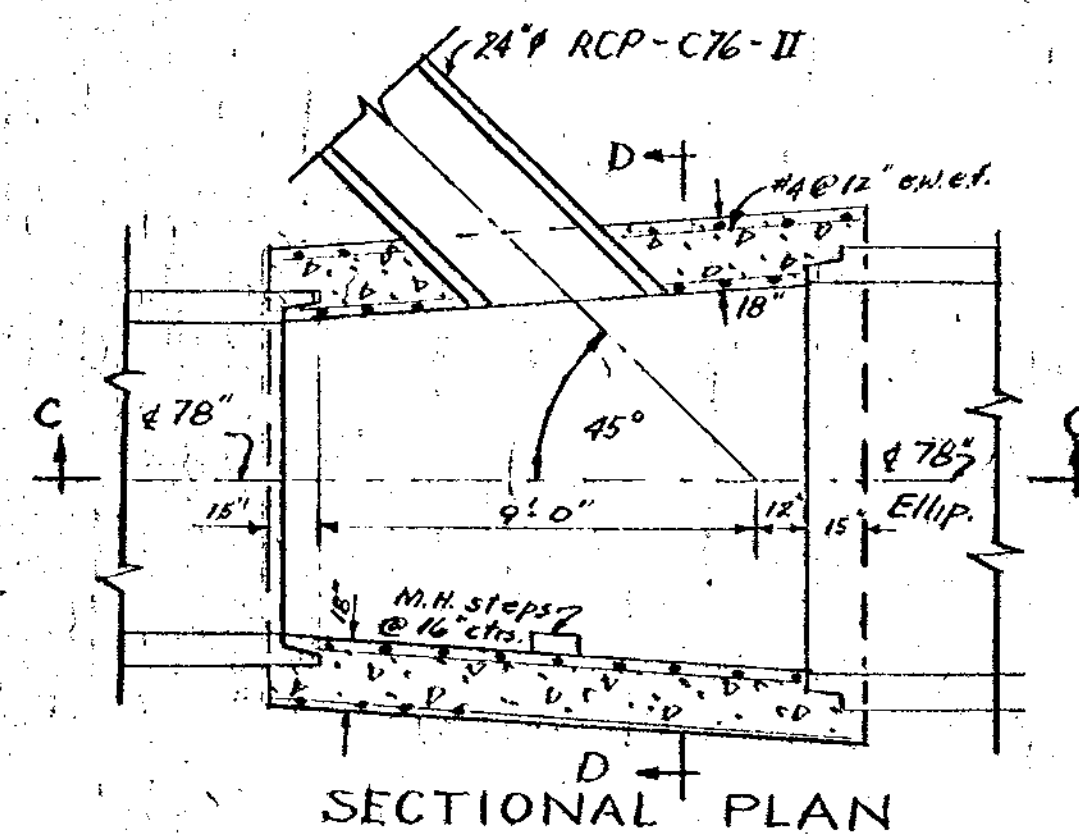 24"⌀ RCP-C76-II
D
#4@12" e.w.e.f.
18"
C
℄ 78"
45°
℄ 78"
Ellip.
C
15"
9'-0"
12"
15"
18"
M.H. steps
@ 16" ctrs.
D
SECTIONAL PLAN